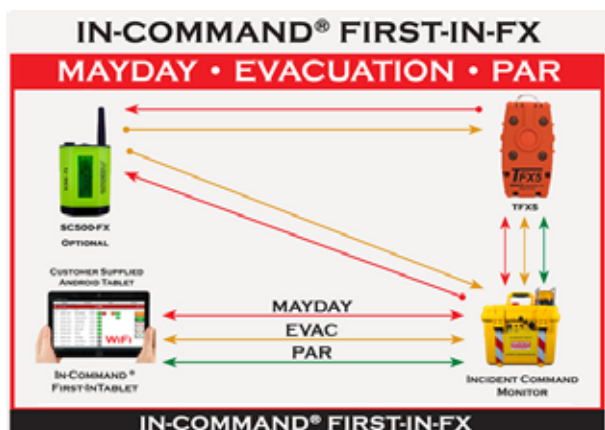 IN-COMMAND® FIRST-IN-FX
MAYDAY • EVACUATION • PAR
TFX5
SC500-FX
OPTIONAL
TFX5
CUSTOMER SUPPLIED
ANDROID TABLET
WiFi
MAYDAY
EVAC
PAR
IN-COMMAND®
FIRST-INTABLET
INCIDENT COMMAND
MONITOR
IN-COMMAND® FIRST-IN-FX